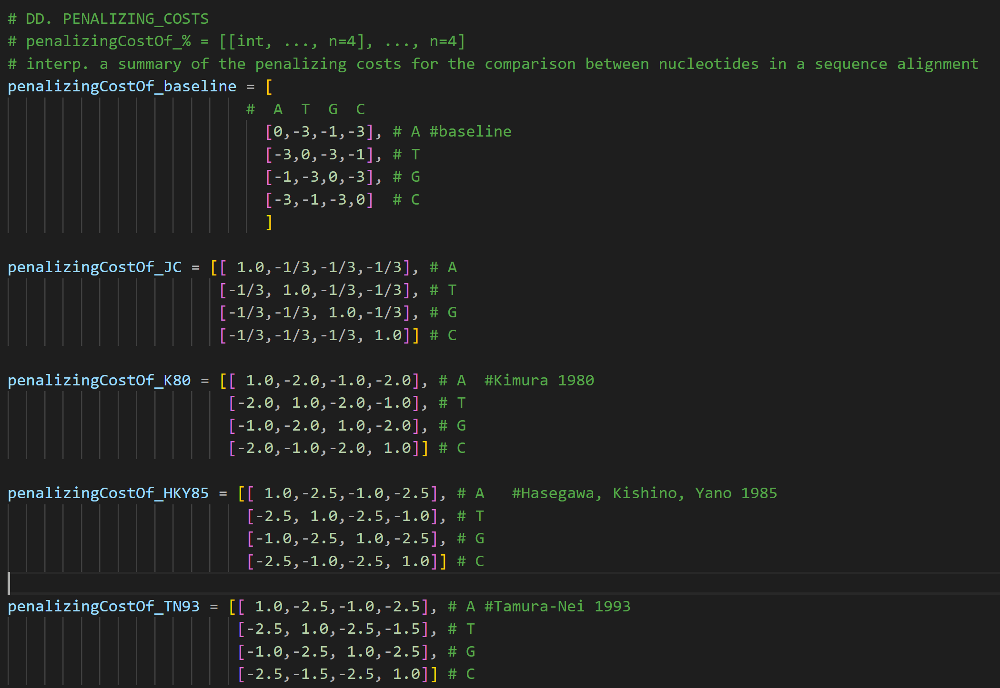 # DD. PENALIZING_COSTS
# penalizingCostOf_% = [[int, ..., n=4], ..., n=4]
# interp. a summary of the penalizing costs for the comparison between nucleotides in a sequence alignment
penalizingCostOf_baseline = [
#  A  T  G  C
[0,-3,-1,-3], # A #baseline
[-3,0,-3,-1], # T
[-1,-3,0,-3], # G
[-3,-1,-3,0]  # C
]
penalizingCostOf_JC = [[ 1.0,-1/3,-1/3,-1/3], # A
[-1/3, 1.0,-1/3,-1/3], # T
[-1/3,-1/3, 1.0,-1/3], # G
[-1/3,-1/3,-1/3, 1.0]] # C
penalizingCostOf_K80 = [[ 1.0,-2.0,-1.0,-2.0], # A  #Kimura 1980
[-2.0, 1.0,-2.0,-1.0], # T
[-1.0,-2.0, 1.0,-2.0], # G
[-2.0,-1.0,-2.0, 1.0]] # C
penalizingCostOf_HKY85 = [[ 1.0,-2.5,-1.0,-2.5], # A   #Hasegawa, Kishino, Yano 1985
[-2.5, 1.0,-2.5,-1.0], # T
[-1.0,-2.5, 1.0,-2.5], # G
[-2.5,-1.0,-2.5, 1.0]] # C
penalizingCostOf_TN93 = [[ 1.0,-2.5,-1.0,-2.5], # A #Tamura-Nei 1993
[-2.5, 1.0,-2.5,-1.5], # T
[-1.0,-2.5, 1.0,-2.5], # G
[-2.5,-1.5,-2.5, 1.0]] # C